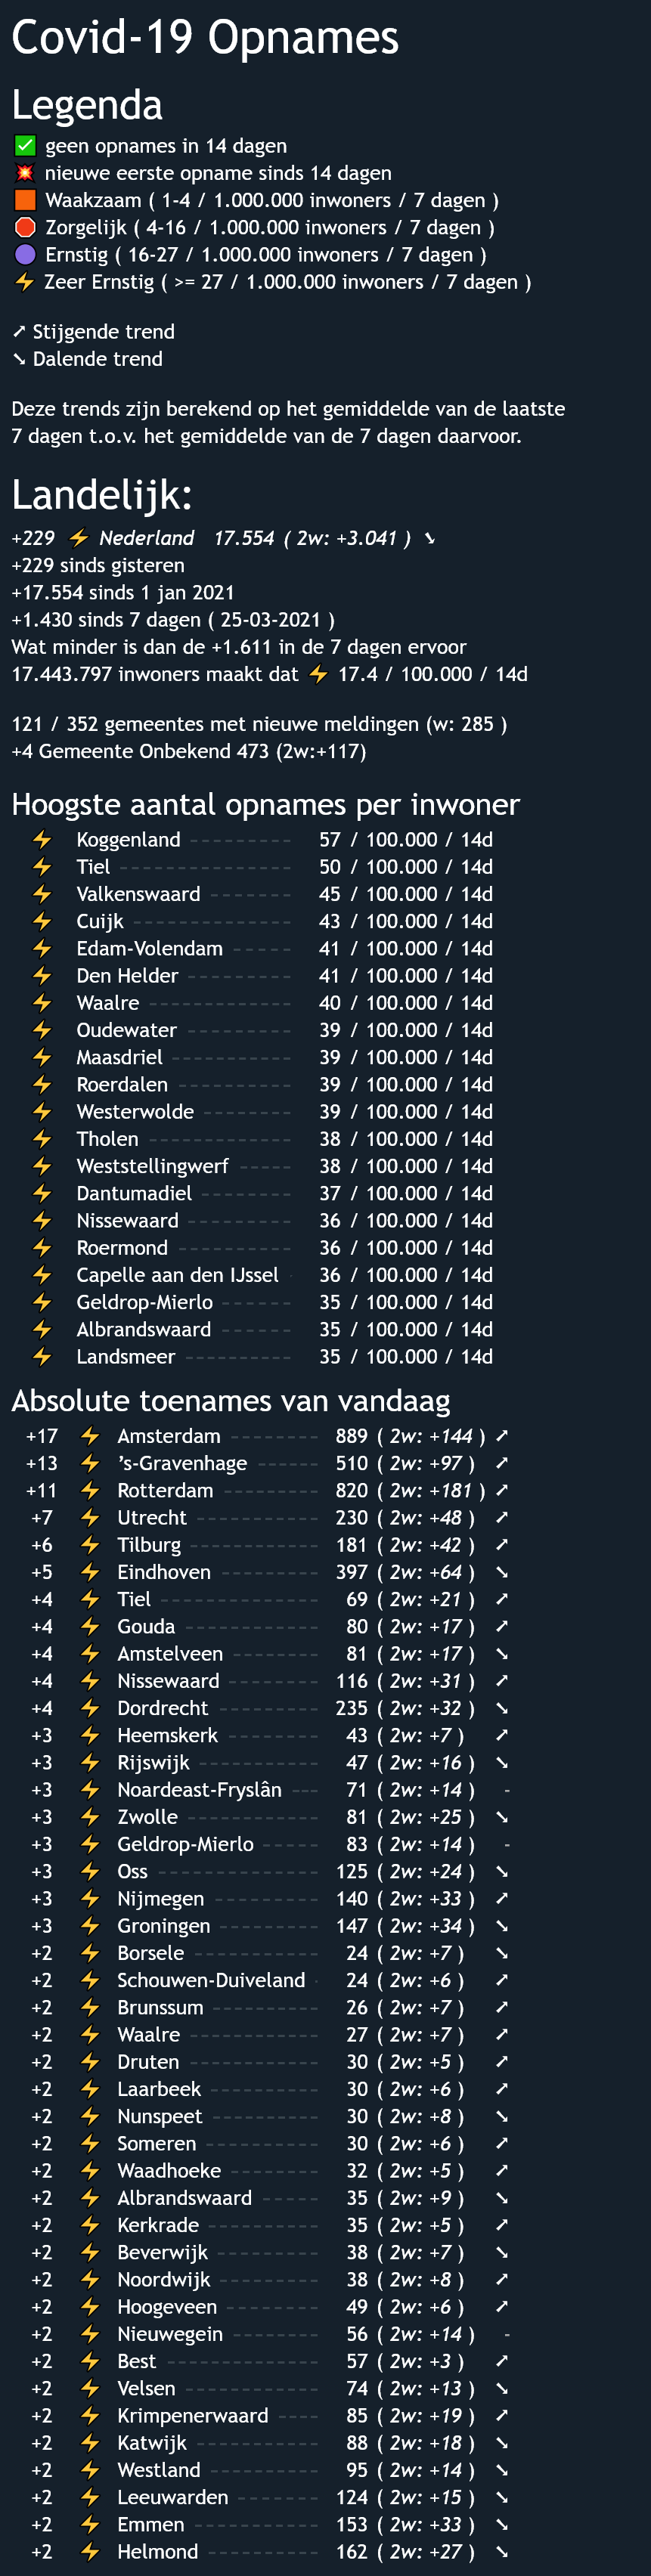 Covid-19 Opnames
Legenda
✅ geen opnames in 14 dagen
💥 nieuwe eerste opname sinds 14 dagen
🟧 Waakzaam ( 1-4 / 1.000.000 inwoners / 7 dagen )
🛑 Zorgelijk ( 4-16 / 1.000.000 inwoners / 7 dagen )
🟣 Ernstig ( 16-27 / 1.000.000 inwoners / 7 dagen )
⚡ Zeer Ernstig ( >= 27 / 1.000.000 inwoners / 7 dagen )
➚ Stijgende trend
➘ Dalende trend
Deze trends zijn berekend op het gemiddelde van de laatste
7 dagen t.o.v. het gemiddelde van de 7 dagen daarvoor.
Landelijk:
+229 ⚡ Nederland 17.554 ( 2w: +3.041 ) ➘
+229 sinds gisteren
+17.554 sinds 1 jan 2021
+1.430 sinds 7 dagen ( 25-03-2021 )
Wat minder is dan de +1.611 in de 7 dagen ervoor
17.443.797 inwoners maakt dat ⚡ 17.4 / 100.000 / 14d
121 / 352 gemeentes met nieuwe meldingen (w: 285 )
+4 Gemeente Onbekend 473 (2w:+117)
Hoogste aantal opnames per inwoner
⚡ Koggenland ---------- 57 / 100.000 / 14d
⚡ Tiel ----------------- 50 / 100.000 / 14d
⚡ Valkenswaard -------- 45 / 100.000 / 14d
⚡ Cuijk ---------------- 43 / 100.000 / 14d
⚡ Edam-Volendam ------ 41 / 100.000 / 14d
⚡ Den Helder ---------- 41 / 100.000 / 14d
⚡ Waalre -------------- 40 / 100.000 / 14d
⚡ Oudewater ----------- 39 / 100.000 / 14d
⚡ Maasdriel ------------ 39 / 100.000 / 14d
⚡ Roerdalen ----------- 39 / 100.000 / 14d
⚡ Westerwolde --------- 39 / 100.000 / 14d
⚡ Tholen -------------- 38 / 100.000 / 14d
⚡ Weststellingwerf ----- 38 / 100.000 / 14d
⚡ Dantumadiel --------- 37 / 100.000 / 14d
⚡ Nissewaard ---------- 36 / 100.000 / 14d
⚡ Roermond ----------- 36 / 100.000 / 14d
⚡ Capelle aan den IJssel - 36 / 100.000 / 14d
⚡ Geldrop-Mierlo ------- 35 / 100.000 / 14d
⚡ Albrandswaard ------- 35 / 100.000 / 14d
⚡ Landsmeer ---------- 35 / 100.000 / 14d
Absolute toenames van vandaag
+17 ⚡ Amsterdam -------- 889 ( 2w: +144 ) ➚
+13 ⚡ ’s-Gravenhage ------ 510 ( 2w: +97 ) ➚
+11 ⚡ Rotterdam --------- 820 ( 2w: +181 ) ➚
+7 ⚡ Utrecht ----------- 230 ( 2w: +48 ) ➚
+6 ⚡ Tilburg ------------ 181 ( 2w: +42 ) ➚
+5 ⚡ Eindhoven --------- 397 ( 2w: +64 ) ➘
+4 ⚡ Tiel --------------- 69 ( 2w: +21 ) ➚
+4 ⚡ Gouda ------------ 80 ( 2w: +17 ) ➚
+4 ⚡ Amstelveen -------- 81 ( 2w: +17 ) ➘
+4 ⚡ Nissewaard -------- 116 ( 2w: +31 ) ➚
+4 ⚡ Dordrecht --------- 235 ( 2w: +32 ) ➘
+3 ⚡ Heemskerk -------- 43 ( 2w: +7 ) ➚
+3 ⚡ Rijswijk ----------- 47 ( 2w: +16 ) ➘
+3 ⚡ Noardeast-Fryslân --- 71 ( 2w: +14 ) -
+3 ⚡ Zwolle ------------ 81 ( 2w: +25 ) ➘
+3 ⚡ Geldrop-Mierlo ----- 83 ( 2w: +14 ) -
+3 ⚡ Oss --------------- 125 ( 2w: +24 ) ➘
+3 ⚡ Nijmegen ---------- 140 ( 2w: +33 ) ➚
+3 ⚡ Groningen --------- 147 ( 2w: +34 ) ➘
+2 ⚡ Borsele ----------- 24 ( 2w: +7 ) ➘
+2 ⚡ Schouwen-Duiveland - 24 ( 2w: +6 ) ➚
+2 ⚡ Brunssum --------- 26 ( 2w: +7 ) ➚
+2 ⚡ Waalre ------------ 27 ( 2w: +7 ) ➚
+2 ⚡ Druten ------------ 30 ( 2w: +5 ) ➚
+2 ⚡ Laarbeek ---------- 30 ( 2w: +6 ) ➚
+2 ⚡ Nunspeet ---------- 30 ( 2w: +8 ) ➘
+2 ⚡ Someren ---------- 30 ( 2w: +6 ) ➚
+2 ⚡ Waadhoeke -------- 32 ( 2w: +5 ) ➚
+2 ⚡ Albrandswaard ----- 35 ( 2w: +9 ) ➘
+2 ⚡ Kerkrade ---------- 35 ( 2w: +5 ) ➚
+2 ⚡ Beverwijk --------- 38 ( 2w: +7 ) ➘
+2 ⚡ Noordwijk --------- 38 ( 2w: +8 ) ➚
+2 ⚡ Hoogeveen -------- 49 ( 2w: +6 ) ➚
+2 ⚡ Nieuwegein -------- 56 ( 2w: +14 ) -
+2 ⚡ Best -------------- 57 ( 2w: +3 ) ➚
+2 ⚡ Velsen ------------ 74 ( 2w: +13 ) ➘
+2 ⚡ Krimpenerwaard ---- 85 ( 2w: +19 ) ➚
+2 ⚡ Katwijk ----------- 88 ( 2w: +18 ) ➘
+2 ⚡ Westland ---------- 95 ( 2w: +14 ) ➘
+2 ⚡ Leeuwarden ------- 124 ( 2w: +15 ) ➘
+2 ⚡ Emmen ----------- 153 ( 2w: +33 ) ➘
+2 ⚡ Helmond ---------- 162 ( 2w: +27 ) ➘